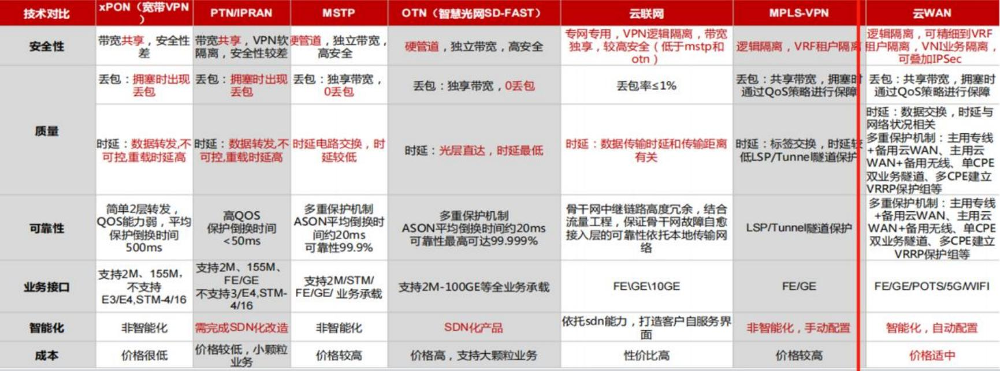 技术对比
xPON（宽带VPN
）
PTN/IPRAN
MSTP
OTN（智慧光网SD-FAST）
云联网
MPLS-VPN
云WAN
安全性
带宽共享，安全性
差
带宽共享，VPN软
隔离，安全性较差
硬管道，独立带宽，
高安全
硬管道，独立带宽，高安全
专网专用，VPN逻辑隔离，带宽
独享，较高安全（低于mstp和
otn）
逻辑隔离，VRF租户隔离
逻辑隔离，可精细到VRF
租户隔离，VNI业务隔离，
可叠加IPSec
质量
丢包：拥塞时出现
丢包
丢包：拥塞时出现
丢包
丢包：独享带宽，
0丢包
丢包：独享带宽，0丢包
丢包率≤1%
丢包：共享带宽，拥塞时
通过QoS策略进行保障
丢包：共享带宽，拥塞时
通过QoS策略进行保障
时延：数据转发,不
可控,重载时延高
时延：数据转发,不
可控,重载时延高
时延电路交换，时
延较低
时延：光层直达，时延最低
时延：数据传输时延和传输距离
有关
时延：标签交换，时延较
低LSP/Tunnel隧道保护
时延：数据交换，时延与
网络状况相关
多重保护机制：主用专线
+备用云WAN、主用云
WAN+备用无线、单CPE
双业务隧道、多CPE建立
VRRP保护组等
可靠性
简单2层转发，
QOS能力弱，平均
保护倒换时间
500ms
高QOS
保护倒换时间
<50ms
多重保护机制
ASON平均倒换时
间约20ms
可靠性99.9%
多重保护机制
ASON平均倒换时间约20ms
可靠性最高可达99.999%
骨干网中继链路高度冗余，结合
流量工程，保证骨干网故障自愈
接入层的可靠性依托本地传输网
络
LSP/Tunnel隧道保护
多重保护机制：主用专线
+备用云WAN、主用云
WAN+备用无线、单CPE
双业务隧道、多CPE建立
VRRP保护组等
业务接口
支持2M、155M，
不支持
E3/E4,STM-4/16
支持2M、155M、
FE/GE
不支持3/E4,STM-
4/16
支持2M/STM/
FE/GE/ 业务承载
支持2M-100GE等全业务承载
FE\GE\10GE
FE/GE
FE/GE/POTS/5G/WIFI
智能化
非智能化
需完成SDN化改造
非智能化
SDN化产品
依托sdn能力，打造客户自服务界
面
非智能化，手动配置
智能化，自动配置
成本
价格很低
价格较低，小颗粒
业务
价格较高
价格高，支持大颗粒业务
性价比高
价格较高
价格适中